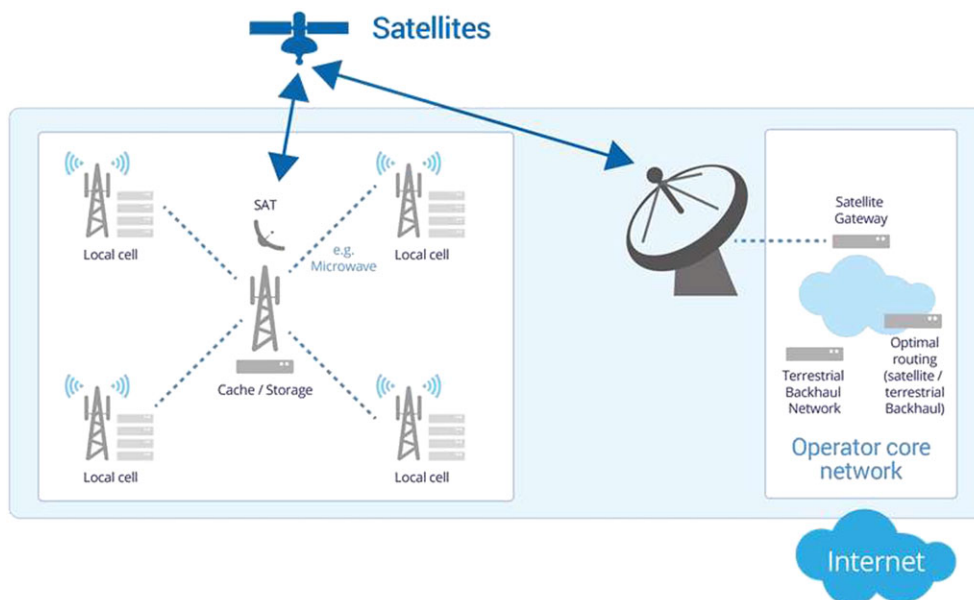 Satellites
SAT
Local cell
e.g.
Microwave
Local cell
Cache / Storage
Local cell
Local cell
Satellite
Gateway
Terrestrial
Backhaul
Network
Optimal
routing
(satellite /
terrestrial
Backhaul)
Operator core
network
Internet